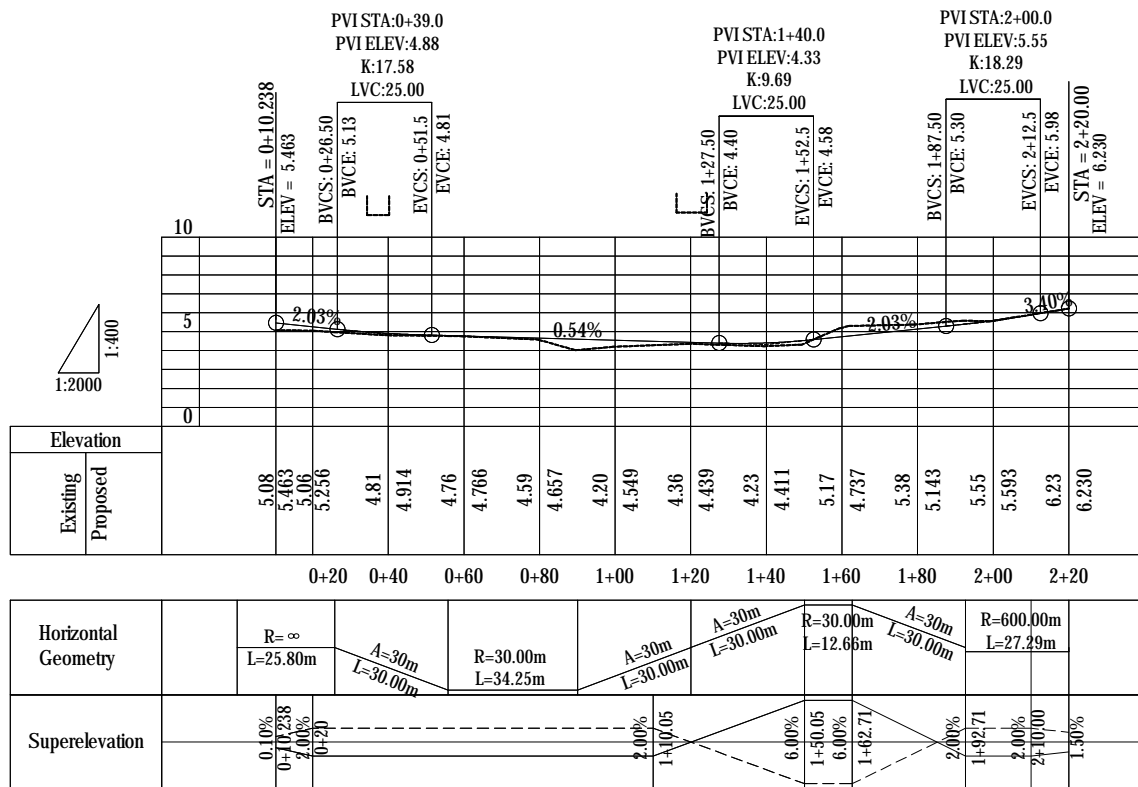 PVI STA:0+39.0
PVI ELEV:4.88
K:17.58
LVC:25.00
PVI STA:1+40.0
PVI ELEV:4.33
K:9.69
LVC:25.00
PVI STA:2+00.0
PVI ELEV:5.55
K:18.29
LVC:25.00
STA = 0+10.238
ELEV = 5.463
BVCS: 0+26.50
BVCE: 5.13
EVCS: 0+51.5
EVCE: 4.81
BVCS: 1+27.50
BVCE: 4.40
EVCS: 1+52.5
EVCE: 4.58
BVCS: 1+87.50
BVCE: 5.30
EVCS: 2+12.5
EVCE: 5.98
STA = 2+20.00
ELEV = 6.230
10
5
0
2.03%
0.54%
2.03%
3.40%
1:400
1:2000
Elevation
Existing
Proposed
5.08
5.463
5.06
5.256
4.81
4.914
4.76
4.766
4.59
4.657
4.20
4.549
4.36
4.439
4.23
4.411
5.17
4.737
5.38
5.143
5.55
5.593
6.23
6.230
0+20
0+40
0+60
0+80
1+00
1+20
1+40
1+60
1+80
2+00
2+20
Horizontal
Geometry
R= ∞
L=25.80m
A=30m
L=30.00m
R=30.00m
L=34.25m
A=30m
L=30.00m
A=30m
L=30.00m
R=30.00m
L=12.66m
A=30m
L=30.00m
R=600.00m
L=27.29m
Superelevation
0.10%
0+10.238
2.00%
0+20
2.00%
1+10.05
6.00%
1+50.05
6.00%
1+62.71
2.00%
1+92.71
2.00%
2+10.00
1.50%